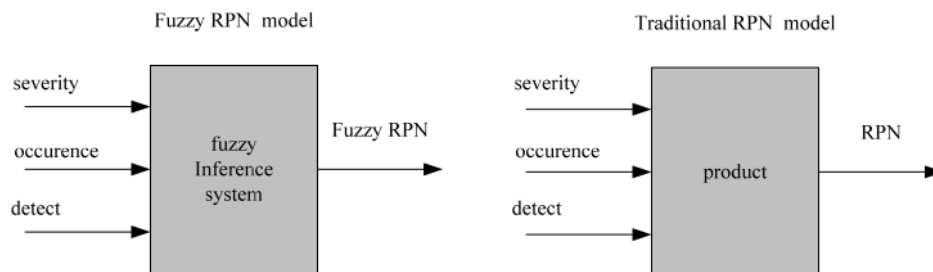 Fuzzy RPN model
severity
occurence
detect
fuzzy
Inference
system
Fuzzy RPN
Traditional RPN model
severity
occurence
detect
product
RPN